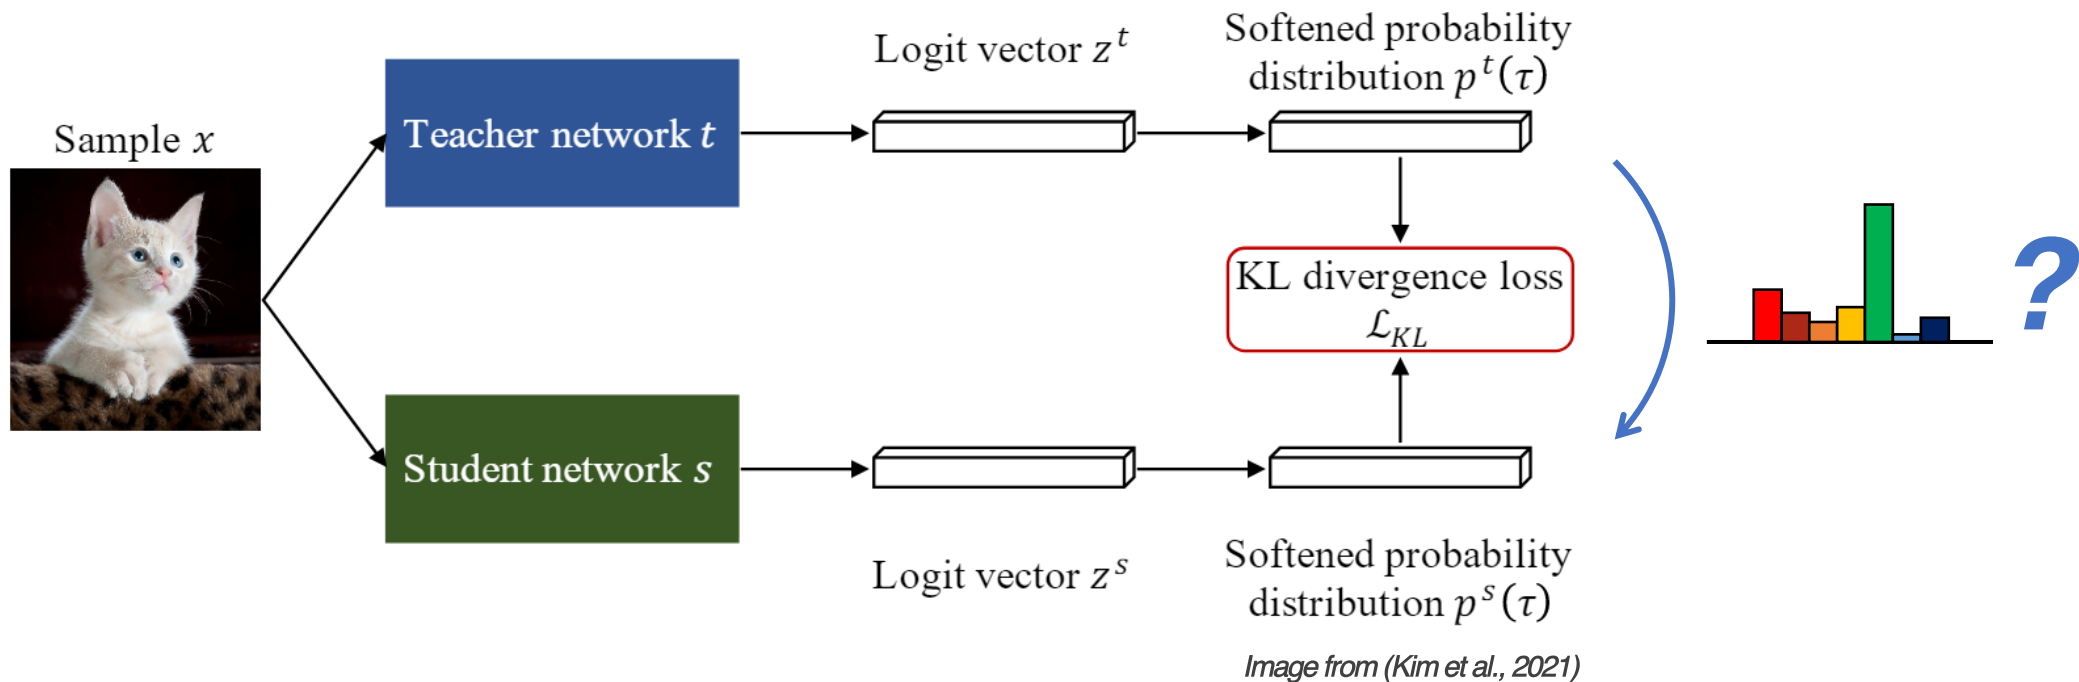 Sample x
Teacher network t
Logit vector z^t
Softened probability
distribution p^t(τ)
KL divergence loss
ℒ_KL
?
Student network s
Logit vector z^s
Softened probability
distribution p^s(τ)
Image from (Kim et al., 2021)